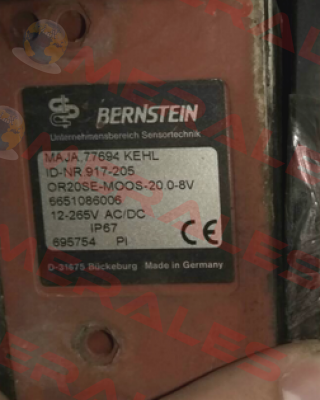 BERNSTEIN
Unternehmensbereich Sensortechnik
MAJA 77694 KEHL
ID-NR 917-205
OR20SE-MOOS-20.0-8V
6651086006
12-265V AC/DC
IP67
695754 PI
CE
D-31675 Bückeburg Made in Germany